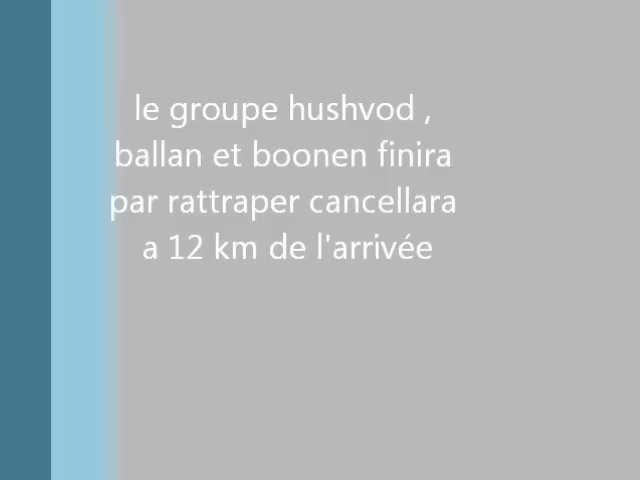 le groupe hushvod ,
ballan et boonen finira
par rattraper cancellara
a 12 km de l'arrivée